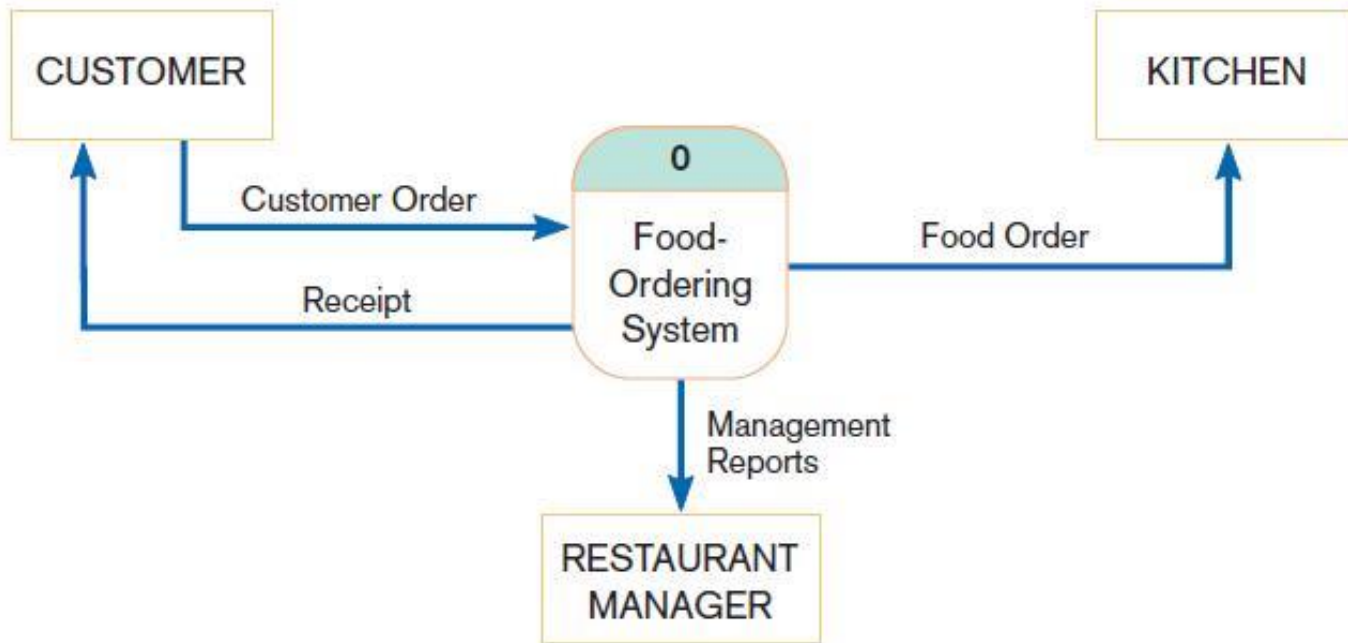 CUSTOMER
KITCHEN
0
Customer Order
Food-
Ordering
System
Food Order
Receipt
Management
Reports
RESTAURANT
MANAGER